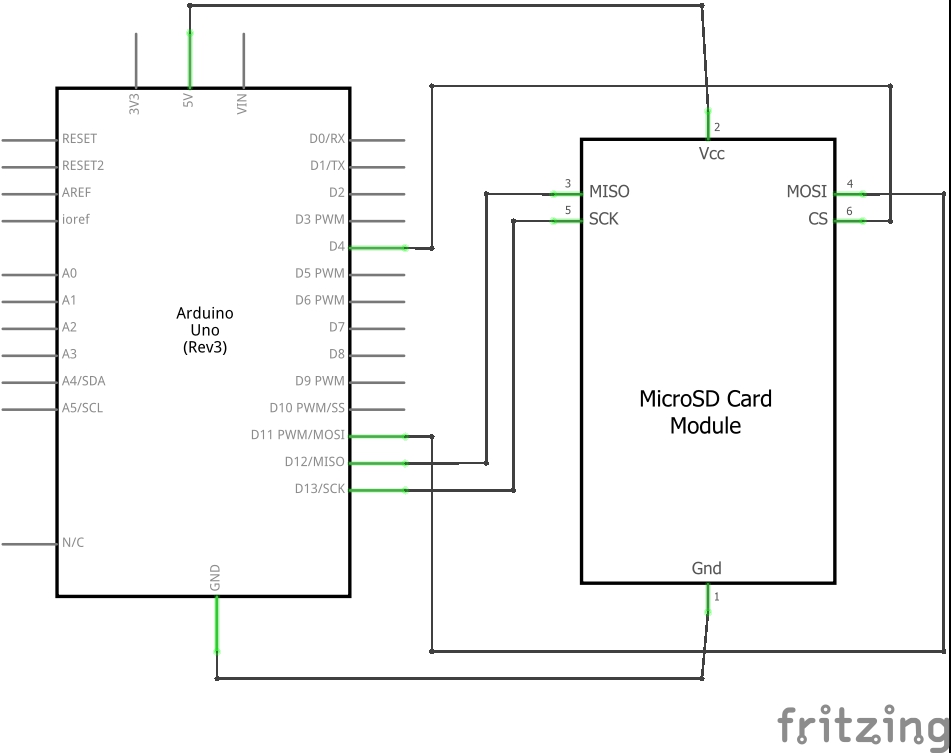 3V3
5V
VIN
RESET
RESET2
AREF
ioref
A0
A1
A2
A3
A4/SDA
A5/SCL
N/C
Arduino
Uno
(Rev3)
D0/RX
D1/TX
D2
D3 PWM
D4
D5 PWM
D6 PWM
D7
D8
D9 PWM
D10 PWM/SS
D11 PWM/MOSI
D12/MISO
D13/SCK
GND
2
Vcc
3
MISO
5
SCK
MOSI
4
CS
6
MicroSD Card
Module
Gnd
1
fritzing